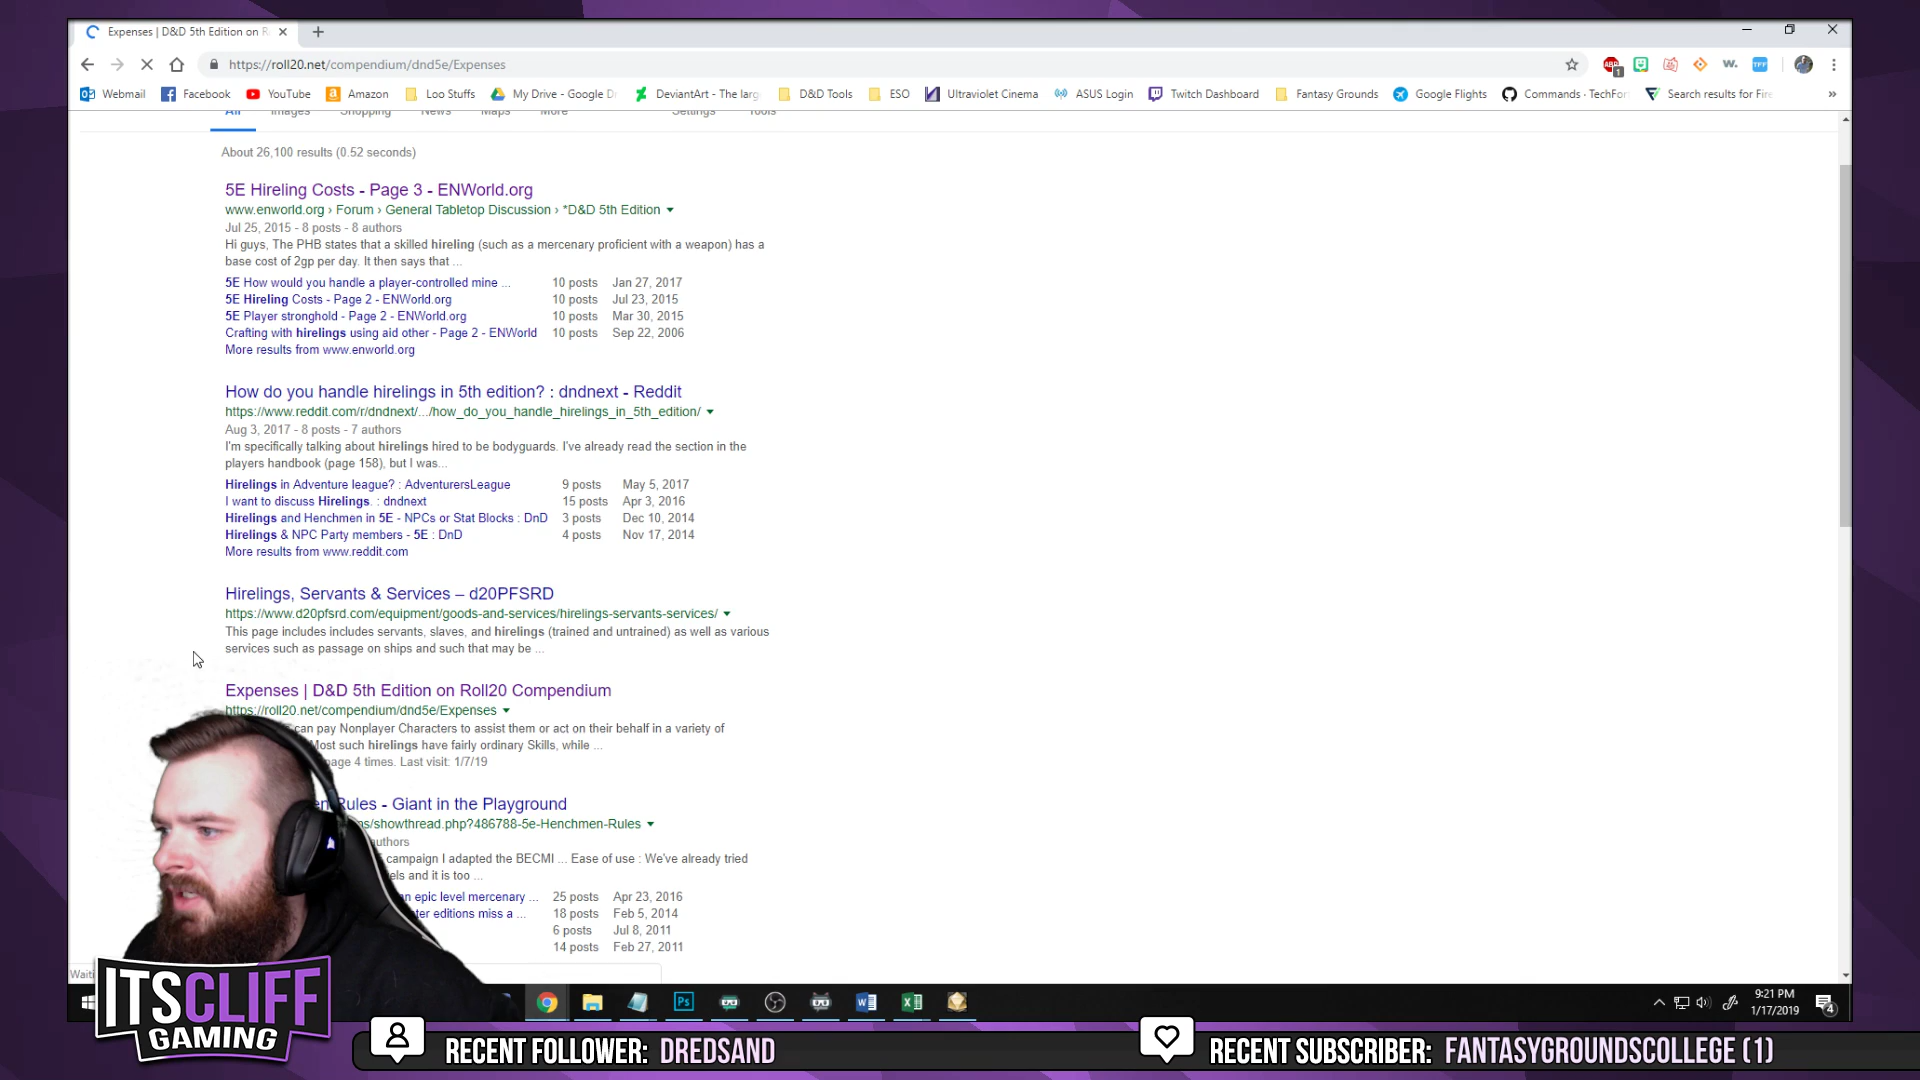 Expenses | D&D 5th Edition on R
https://roll20.net/compendium/dnd5e/Expenses
Webmail Facebook YouTube Amazon Loo Stuffs My Drive - Google D DeviantArt - The larg D&D Tools ESO Ultraviolet Cinema ASUS Login Twitch Dashboard Fantasy Grounds Google Flights Commands · TechFo Search results for Fire
All Images Shopping News Maps More Settings Tools
About 26,100 results (0.52 seconds)
5E Hireling Costs - Page 3 - ENWorld.org
www.enworld.org › Forum › General Tabletop Discussion › *D&D 5th Edition
Jul 25, 2015 - 8 posts - 8 authors
Hi guys, The PHB states that a skilled hireling (such as a mercenary proficient with a weapon) has a
base cost of 2gp per day. It then says that ...
5E How would you handle a player-controlled mine ... 10 posts Jan 27, 2017
5E Hireling Costs - Page 2 - ENWorld.org 10 posts Jul 23, 2015
5E Player stronghold - Page 2 - ENWorld.org 10 posts Mar 30, 2015
Crafting with hirelings using aid other - Page 2 - ENWorld 10 posts Sep 22, 2006
More results from www.enworld.org
How do you handle hirelings in 5th edition? : dndnext - Reddit
https://www.reddit.com/r/dndnext/.../how_do_you_handle_hirelings_in_5th_edition/
Aug 3, 2017 - 8 posts - 7 authors
I'm specifically talking about hirelings hired to be bodyguards. I've already read the section in the
players handbook (page 158), but I was...
Hirelings in Adventure league? : AdventurersLeague 9 posts May 5, 2017
I want to discuss Hirelings. : dndnext 15 posts Apr 3, 2016
Hirelings and Henchmen in 5E - NPCs or Stat Blocks : DnD 3 posts Dec 10, 2014
Hirelings & NPC Party members - 5E : DnD 4 posts Nov 17, 2014
More results from www.reddit.com
Hirelings, Servants & Services – d20PFSRD
https://www.d20pfsrd.com/equipment/goods-and-services/hirelings-servants-services/
This page includes includes servants, slaves, and hirelings (trained and untrained) as well as various
services such as passage on ships and such that may be ...
Expenses | D&D 5th Edition on Roll20 Compendium
https://roll20.net/compendium/dnd5e/Expenses
can pay Nonplayer Characters to assist them or act on their behalf in a variety of
Most such hirelings have fairly ordinary Skills, while ...
page 4 times. Last visit: 1/7/19
en Rules - Giant in the Playground
ms/showthread.php?486788-5e-Henchmen-Rules
authors
campaign I adapted the BECMI ... Ease of use : We've already tried
els and it is too ...
an epic level mercenary ... 25 posts Apr 23, 2016
ter editions miss a ... 18 posts Feb 5, 2014
6 posts Jul 8, 2011
14 posts Feb 27, 2011
Waiti
9:21 PM
1/17/2019
ITSCLIFF
GAMING
RECENT FOLLOWER: DREDSAND
RECENT SUBSCRIBER: FANTASYGROUNDSCOLLEGE (1)